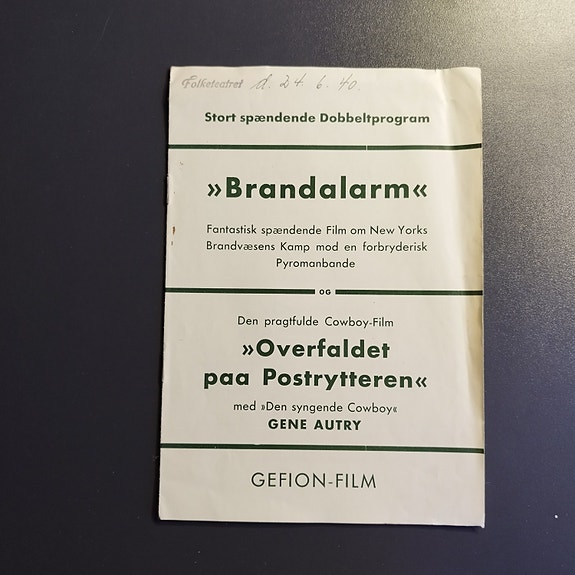 Folketeatret d. 24. 6. 40.
Stort spændende Dobbeltprogram
»Brandalarm«
Fantastisk spændende Film om New Yorks
Brandvæsens Kamp mod en forbryderisk
Pyromanbande
OG
Den pragtfulde Cowboy-Film
»Overfaldet
paa Postrytteren«
med »Den syngende Cowboy«
GENE AUTRY
GEFION-FILM